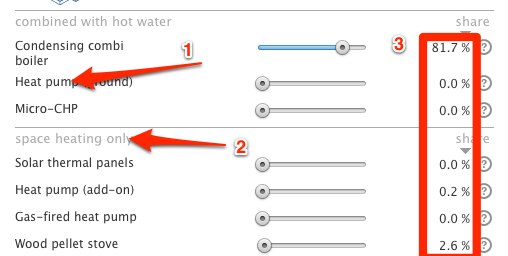 combined with hot water share
Condensing combi 1 3 81.7 % ?
boiler
Heat pump round) 0.0 % ?
Micro-CHP 0.0 % ?
space heating only 2 share
Solar thermal panels 0.0 % ?
Heat pump (add-on) 0.2 % ?
Gas-fired heat pump 0.0 % ?
Wood pellet stove 2.6 % ?